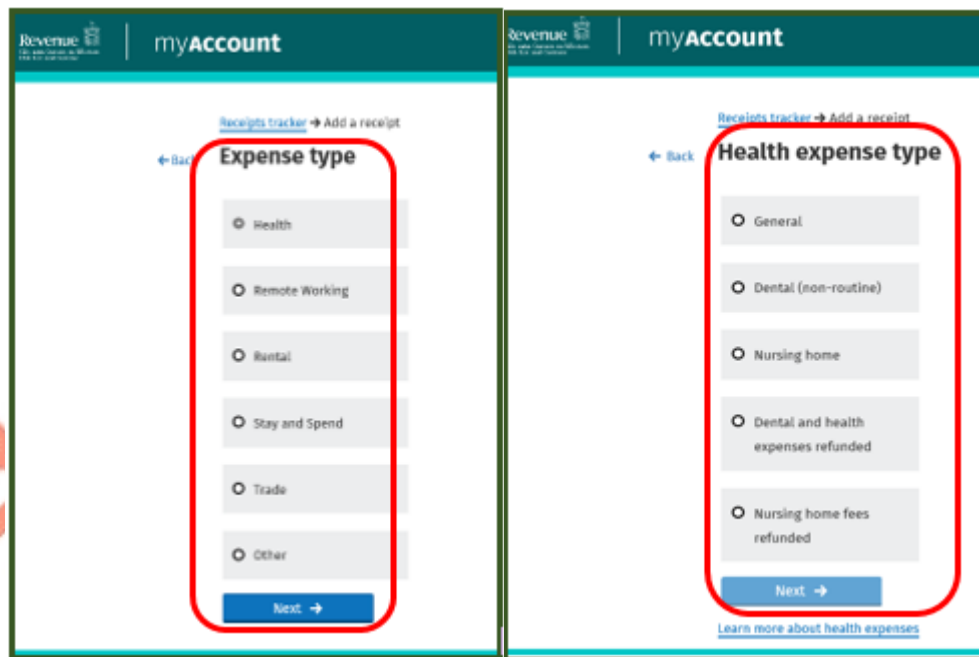 Revenue
myAccount
Receipts tracker → Add a receipt
← Back
Expense type
Health
Remote Working
Rental
Stay and Spend
Trade
Other
Next →
Revenue
myAccount
Receipts tracker → Add a receipt
← Back
Health expense type
General
Dental (non-routine)
Nursing home
Dental and health
expenses refunded
Nursing home fees
refunded
Next →
Learn more about health expenses